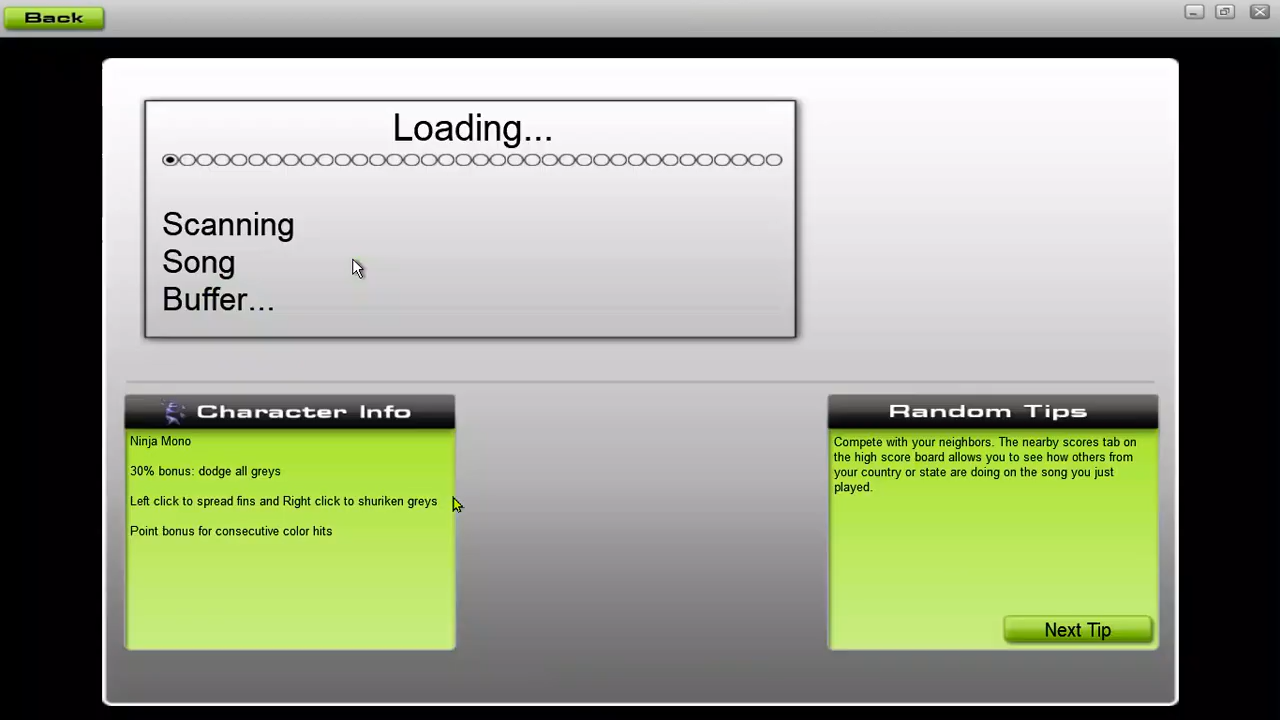 Back
Loading...
Scanning
Song
Buffer...
Character Info
Ninja Mono
30% bonus: dodge all greys
Left click to spread fins and Right click to shuriken greys
Point bonus for consecutive color hits
Random Tips
Compete with your neighbors. The nearby scores tab on
the high score board allows you to see how others from
your country or state are doing on the song you just
played.
Next Tip